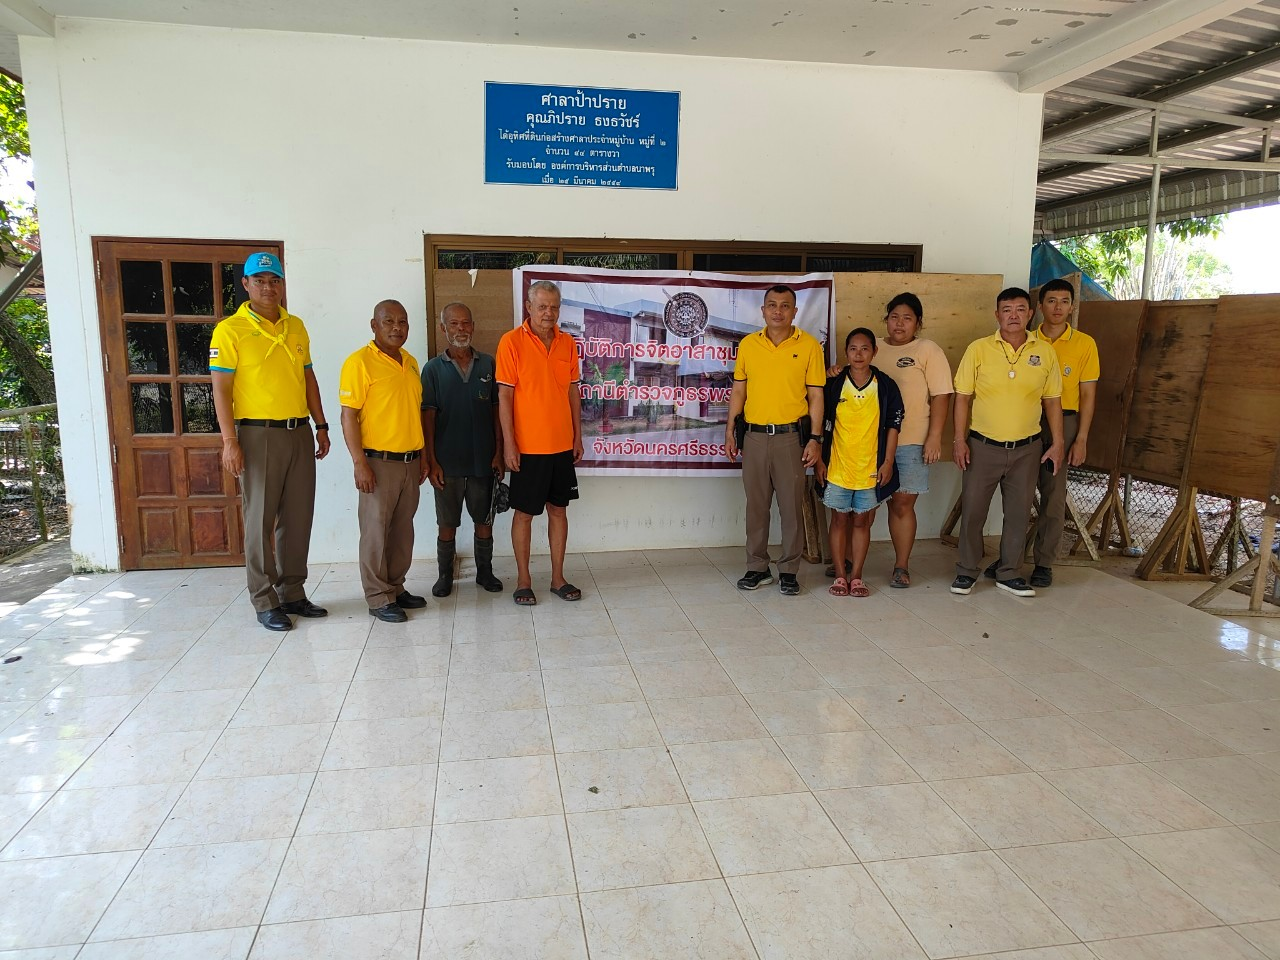 ศาลาป้าปราย
คุณภิปราย ธงธวัชร์
ได้อุทิศที่ดินก่อสร้างศาลาประจำหมู่บ้าน หมู่ที่ ๒
จำนวน ๙๔ ตารางวา
รับมอบโดย องค์การบริหารส่วนตำบลนาพรุ
เมื่อ ๒๕ มีนาคม ๒๕๕๔
ฏิบัติการจิตอาสาชุม
ถานีตำรวจภูธรพร
จังหวัดนครศรีธรร